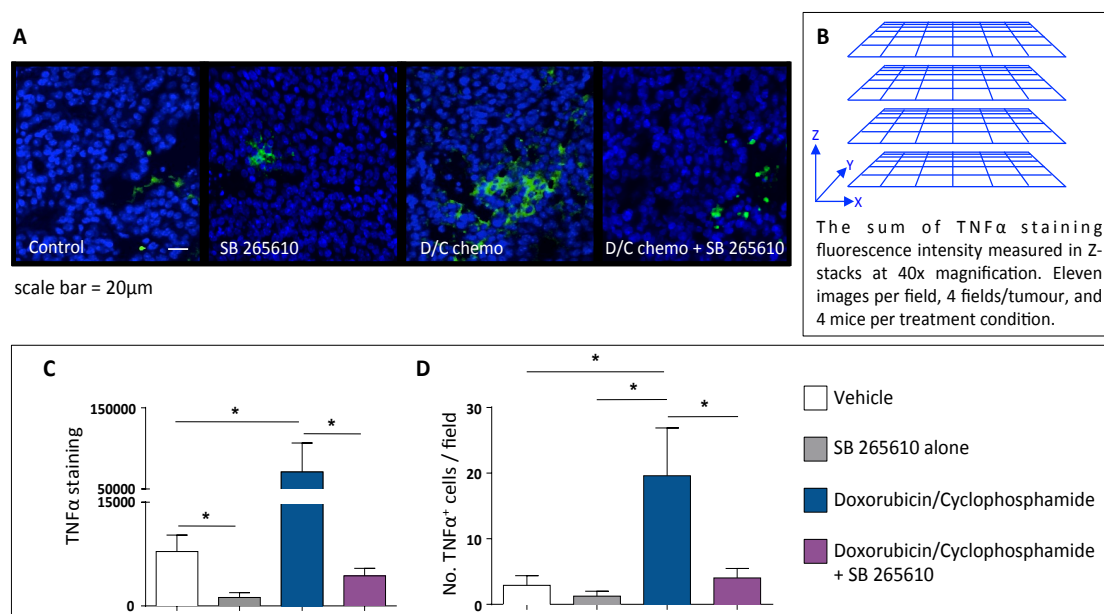 A
Control
SB 265610
D/C chemo
D/C chemo + SB 265610
scale bar = 20μm
B
Z
Y
X
The sum of TNFα staining
fluorescence intensity measured in Z-
stacks at 40x magnification. Eleven
images per field, 4 fields/tumour, and
4 mice per treatment condition.
C
TNFα staining
150000
50000
15000
0
*
*
*
D
No. TNFα⁺ cells / field
30
20
10
0
*
*
*
Vehicle
SB 265610 alone
Doxorubicin/Cyclophosphamide
Doxorubicin/Cyclophosphamide
+ SB 265610